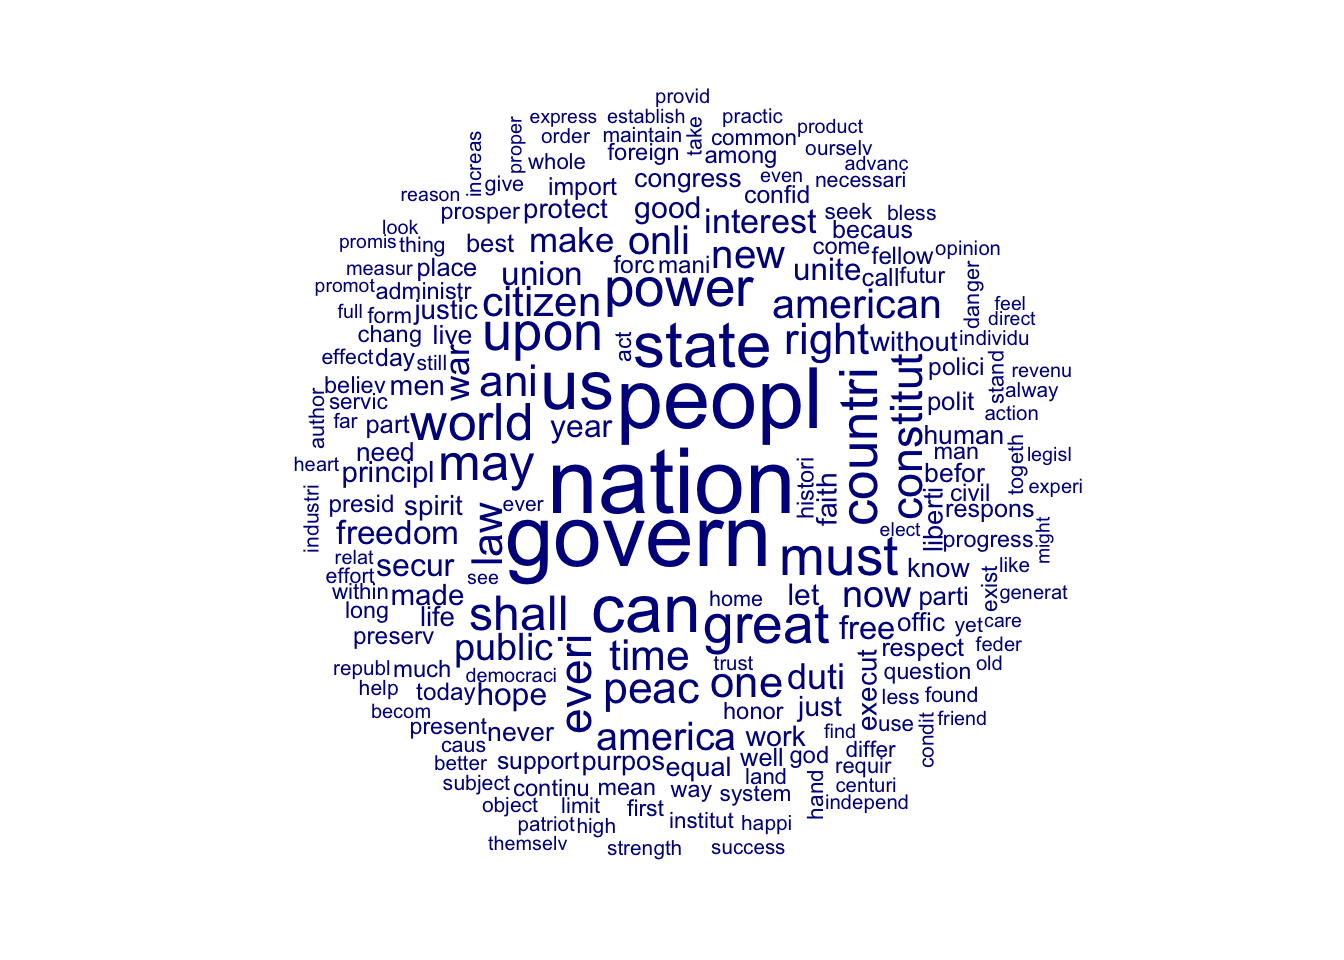 provid
express establish practic
order maintain take common product
increas proper whole foreign among ourselv
advanc
reason give import congress even necessari
confid
prosper protect good interest seek bless
look becaus
promis thing best make onli new come fellow opinion
measur place union forc mani unite call futur
promot administr citizen power american danger feel
full form justic direct
chang live upon act state right without individu
effect day still war polici stand revenu
believ men ani us peopl countri constitut alway
servic polit action
author far part world year human
need man togeth legisl
heart principl may nation histori faith befor experi
industri presid spirit ever civil
freedom law govern elect liberti respons
relat must progress might
effort secur see know exist like
within made home let now parti generat
long life shall can great free offic yet care
preserv
public everi time execut respect feder
republ much democraci trust question old
help today hope peac one duti less found
becom honor just use condit friend
present never america work find
caus differ
better support purpos equal well god requir
subject continu mean way land system hand centuri
object limit first independ
patriot high institut happi
themselv strength success